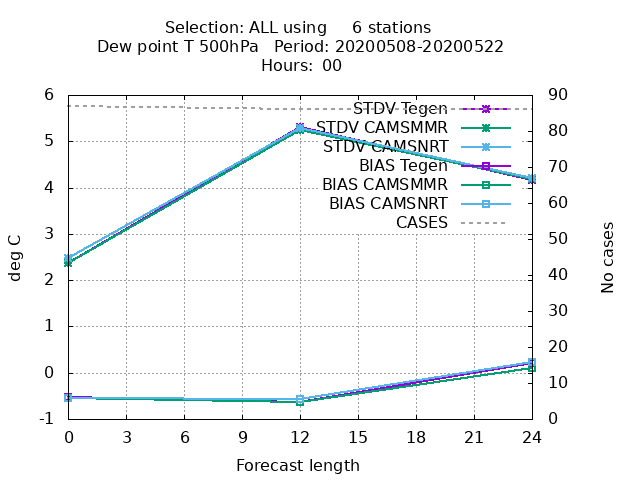 Selection: ALL using 6 stations
Dew point T 500hPa Period: 20200508-20200522
Hours: 00
6
5
4
3
2
1
0
-1
90
80
70
60
50
40
30
20
10
0
deg C
No cases
STDV Tegen
STDV CAMSMMR
STDV CAMSNRT
BIAS Tegen
BIAS CAMSMMR
BIAS CAMSNRT
CASES
0 3 6 9 12 15 18 21 24
Forecast length